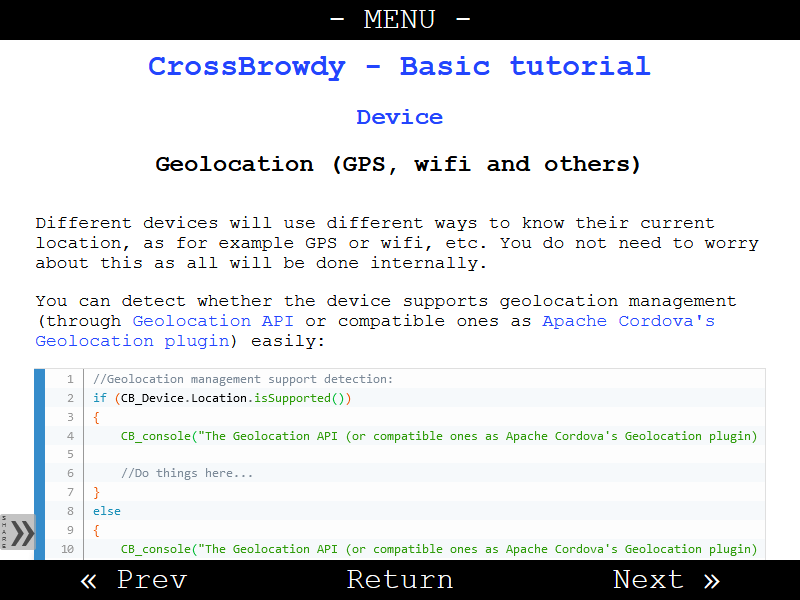 - MENU -
CrossBrowdy - Basic tutorial
Device
Geolocation (GPS, wifi and others)
Different devices will use different ways to know their current
location, as for example GPS or wifi, etc. You do not need to worry
about this as all will be done internally.
You can detect whether the device supports geolocation management
(through Geolocation API or compatible ones as Apache Cordova's
Geolocation plugin) easily:
1 //Geolocation management support detection:
2 if (CB_Device.Location.isSupported())
3 {
4 CB_console("The Geolocation API (or compatible ones as Apache Cordova's Geolocation plugin)
5
6 //Do things here...
7 }
8 else
9 {
10 CB_console("The Geolocation API (or compatible ones as Apache Cordova's Geolocation plugin)
SHARE »
« Prev Return Next »